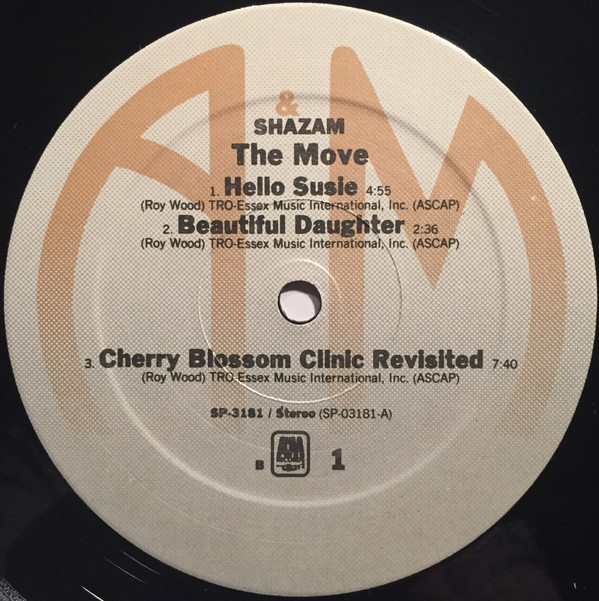 A&M
SHAZAM
The Move
1. Hello Susie 4:55
(Roy Wood) TRO-Essex Music International, Inc. (ASCAP)
2. Beautiful Daughter 2:36
(Roy Wood) TRO-Essex Music International, Inc. (ASCAP)
3. Cherry Blossom Clinic Revisited 7:40
(Roy Wood) TRO-Essex Music International, Inc. (ASCAP)
SP-3181 / Stereo (SP-03181-A)
B A&M RECORDS 1